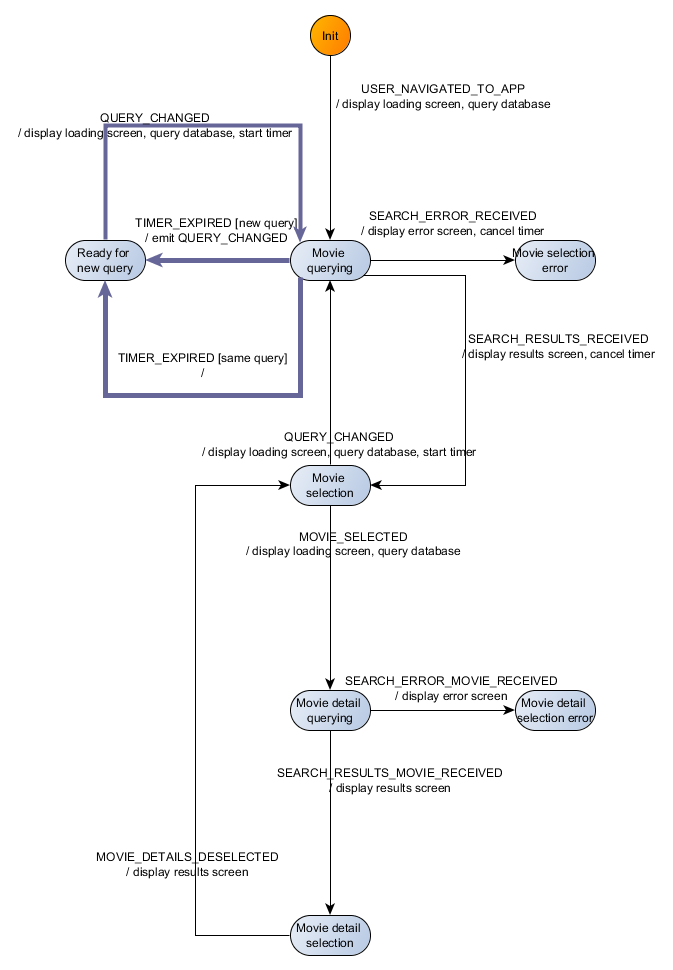 Init
USER_NAVIGATED_TO_APP
/ display loading screen, query database
QUERY_CHANGED
/ display loading screen, query database, start timer
TIMER_EXPIRED [new query]
/ emit QUERY_CHANGED
SEARCH_ERROR_RECEIVED
/ display error screen, cancel timer
Ready for
new query
Movie
querying
Movie selection
error
SEARCH_RESULTS_RECEIVED
/ display results screen, cancel timer
TIMER_EXPIRED [same query]
/
QUERY_CHANGED
/ display loading screen, query database, start timer
Movie
selection
MOVIE_SELECTED
/ display loading screen, query database
SEARCH_ERROR_MOVIE_RECEIVED
/ display error screen
Movie detail
querying
Movie detail
selection error
SEARCH_RESULTS_MOVIE_RECEIVED
/ display results screen
MOVIE_DETAILS_DESELECTED
/ display results screen
Movie detail
selection